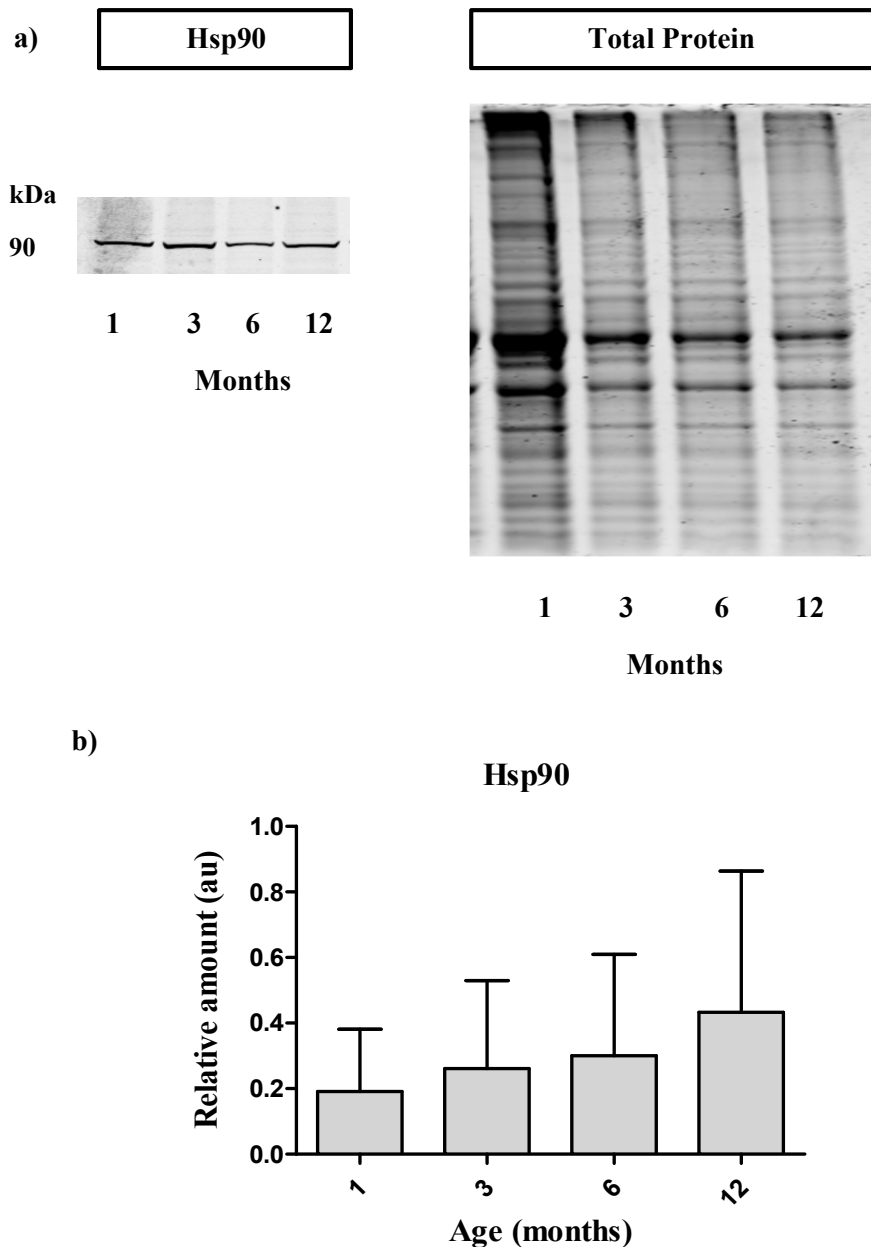 a)
Hsp90
Total Protein
kDa
90
1 3 6 12
Months
1 3 6 12
Months
b)
Hsp90
Relative amount (au)
1.0
0.8
0.6
0.4
0.2
0.0
1 3 6 12
Age (months)